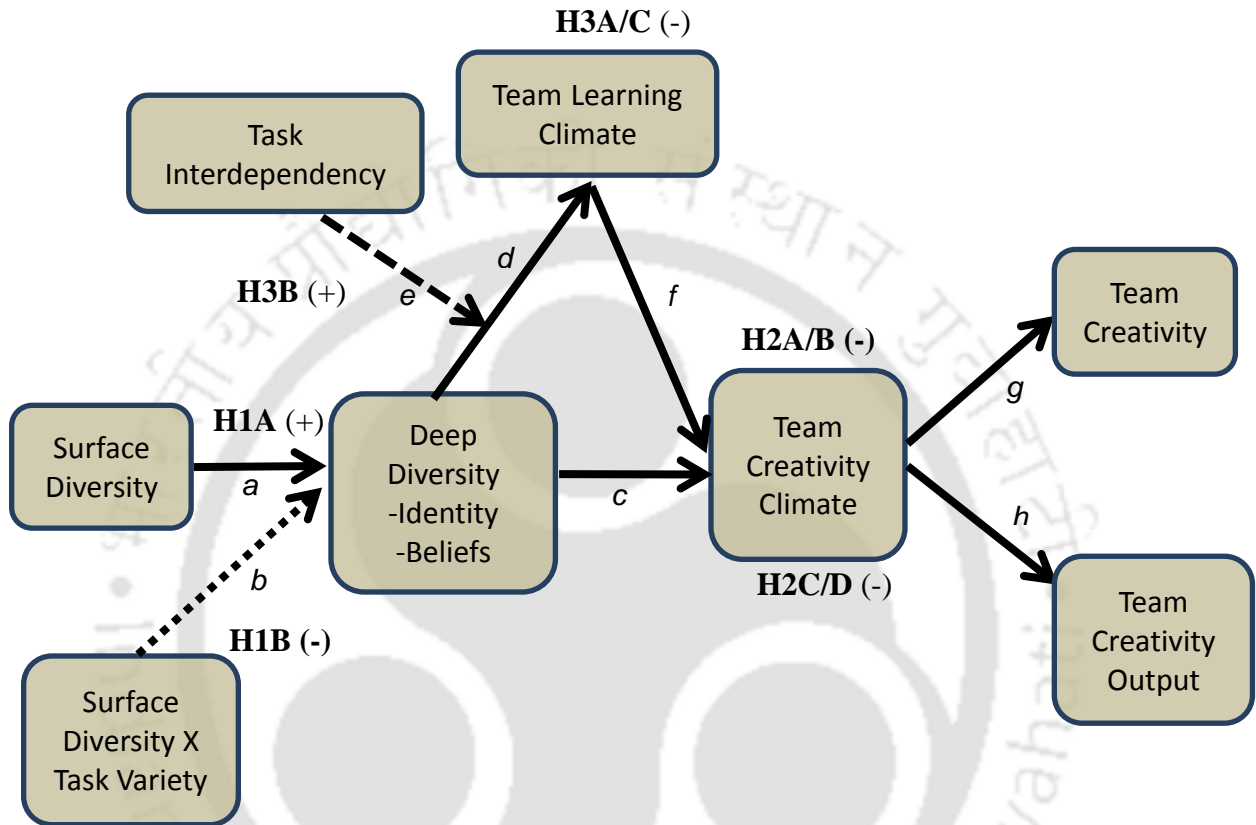 H3A/C (-)
Team Learning
Climate
Task
Interdependency
d
H3B (+)
e
f
H2A/B (-)
Team
Creativity
g
H1A (+)
Surface
Diversity
a
Deep
Diversity
-Identity
-Beliefs
c
Team
Creativity
Climate
h
b
H2C/D (-)
H1B (-)
Team
Creativity
Output
Surface
Diversity X
Task Variety